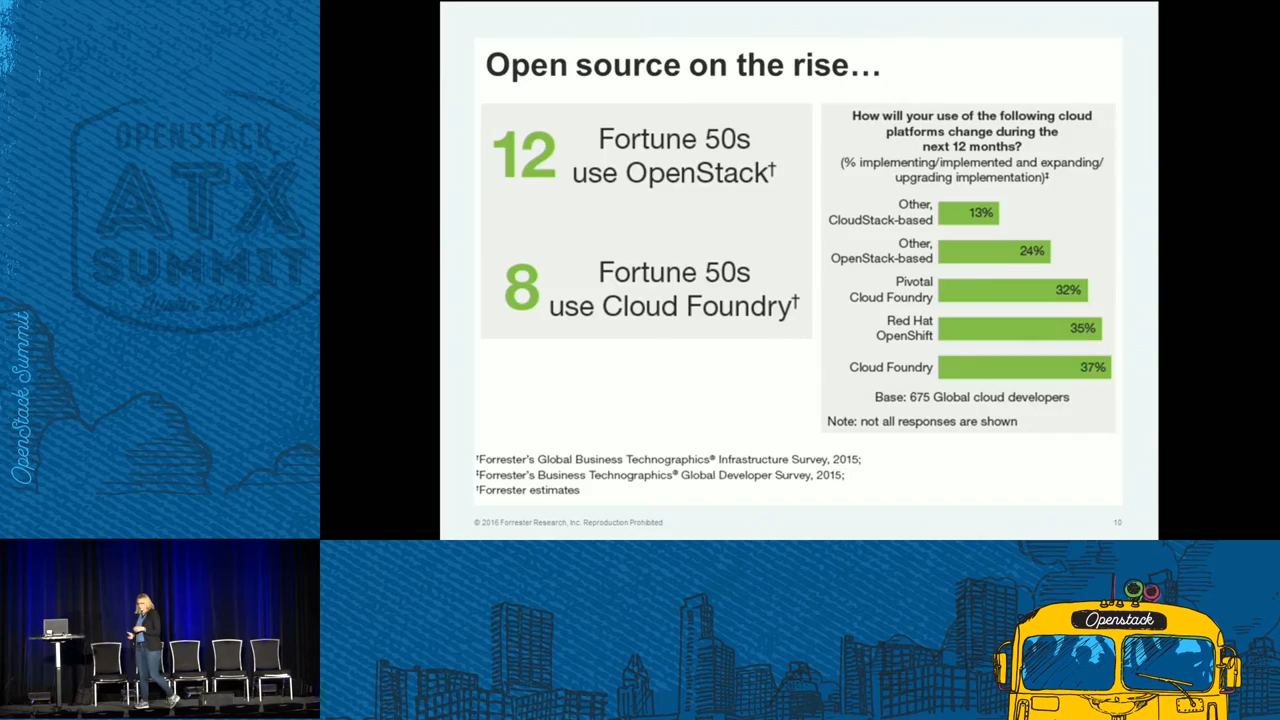 Open source on the rise…
12
Fortune 50s
use OpenStack†
8
Fortune 50s
use Cloud Foundry†
How will your use of the following cloud
platforms change during the
next 12 months?
(% implementing/implemented and expanding/
upgrading implementation)‡
Other,
CloudStack-based
13%
Other,
OpenStack-based
24%
Pivotal
Cloud Foundry
32%
Red Hat
OpenShift
35%
Cloud Foundry
37%
Base: 675 Global cloud developers
Note: not all responses are shown
†Forrester's Global Business Technographics® Infrastructure Survey, 2015;
‡Forrester's Business Technographics® Global Developer Survey, 2015;
†Forrester estimates
© 2016 Forrester Research, Inc. Reproduction Prohibited
10
OPENSTACK
ATX
SUMMIT
OpenStack Summit
Openstack